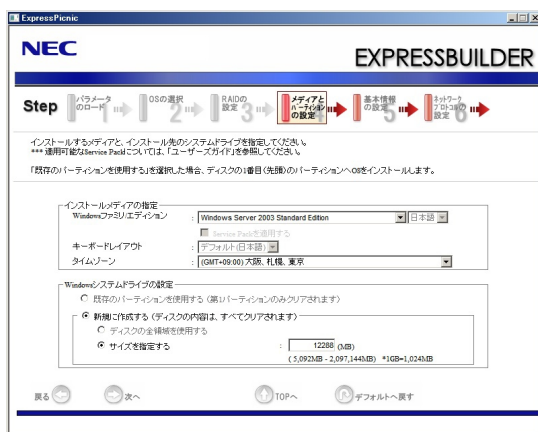 ExpressPicnic
NEC
EXPRESSBUILDER
Step
パラメータのロード 1
OSの選択 2
RAIDの設定 3
メディアとパーティションの設定 4
基本情報の設定 5
ネットワークプロトコルの設定 6
インストールするメディアと、インストール先のシステムドライブを指定してください。
*** 適用可能なService Packについては、「ユーザーズガイド」を参照してください。
「既存のパーティションを使用する」を選択した場合、ディスクの1番目(先頭)のパーティションへOSをインストールします。
インストールメディアの指定
Windowsファミリ/エディション : Windows Server 2003 Standard Edition 日本語
Service Packを適用する
キーボードレイアウト : デフォルト(日本語)
タイムゾーン : (GMT+09:00) 大阪、札幌、東京
Windowsシステムドライブの設定
既存のパーティションを使用する (第1パーティションのみクリアされます)
新規に作成する (ディスクの内容は、すべてクリアされます)
ディスクの全領域を使用する
サイズを指定する : 12288 (MB)
( 5,092MB - 2,097,144MB) *1GB=1,024MB
戻る 次へ TOPへ デフォルトへ戻す